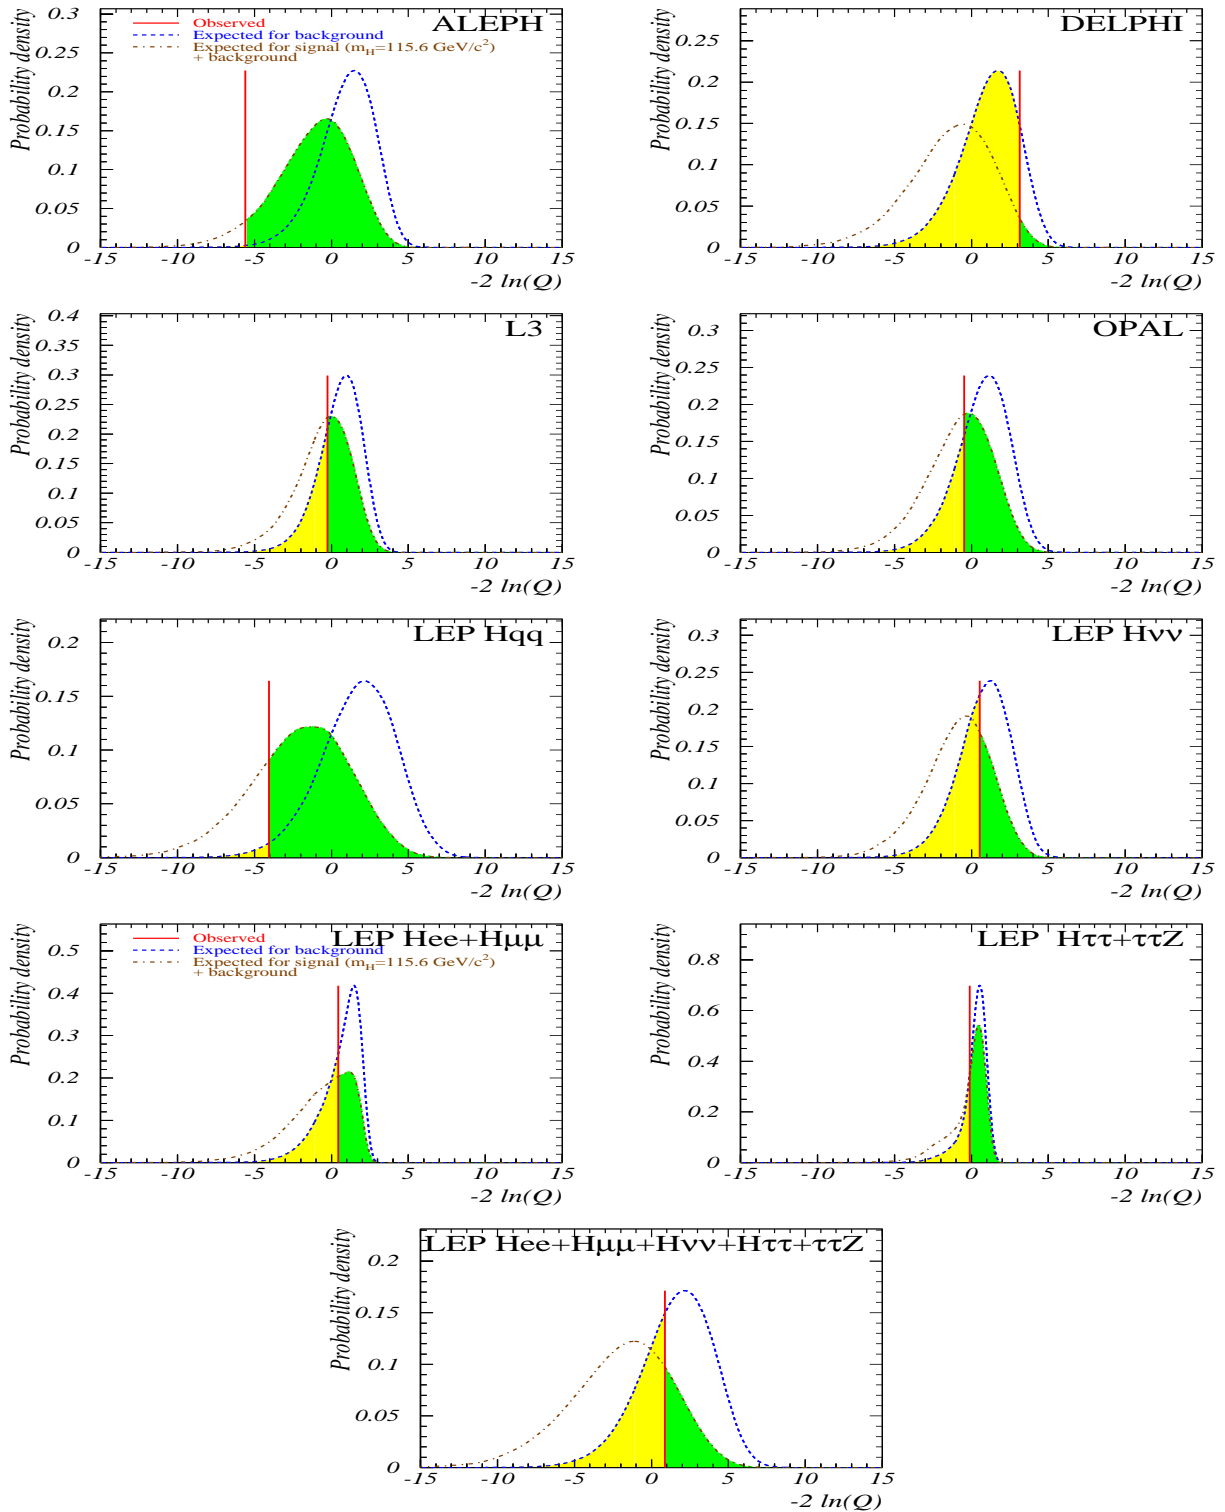 ALEPH
Observed
Expected for background
Expected for signal (mH=115.6 GeV/c2)
+ background
Probability density
0.3
0.25
0.2
0.15
0.1
0.05
0
-15 -10 -5 0 5 10 15
-2 ln(Q)
DELPHI
Probability density
0.25
0.2
0.15
0.1
0.05
0
-15 -10 -5 0 5 10 15
-2 ln(Q)
L3
Probability density
0.4
0.35
0.3
0.25
0.2
0.15
0.1
0.05
0
-15 -10 -5 0 5 10 15
-2 ln(Q)
OPAL
Probability density
0.3
0.25
0.2
0.15
0.1
0.05
0
-15 -10 -5 0 5 10 15
-2 ln(Q)
LEP Hqq
Probability density
0.2
0.15
0.1
0.05
0
-15 -10 -5 0 5 10 15
-2 ln(Q)
LEP Hνν
Probability density
0.3
0.25
0.2
0.15
0.1
0.05
0
-15 -10 -5 0 5 10 15
-2 ln(Q)
LEP Hee+Hμμ
Observed
Expected for background
Expected for signal (mH=115.6 GeV/c2)
+ background
Probability density
0.5
0.4
0.3
0.2
0.1
0
-15 -10 -5 0 5 10 15
-2 ln(Q)
LEP Hττ+ττZ
Probability density
0.8
0.6
0.4
0.2
0
-15 -10 -5 0 5 10 15
-2 ln(Q)
LEP Hee+Hμμ+Hνν+Hττ+ττZ
Probability density
0.2
0.15
0.1
0.05
0
-15 -10 -5 0 5 10 15
-2 ln(Q)